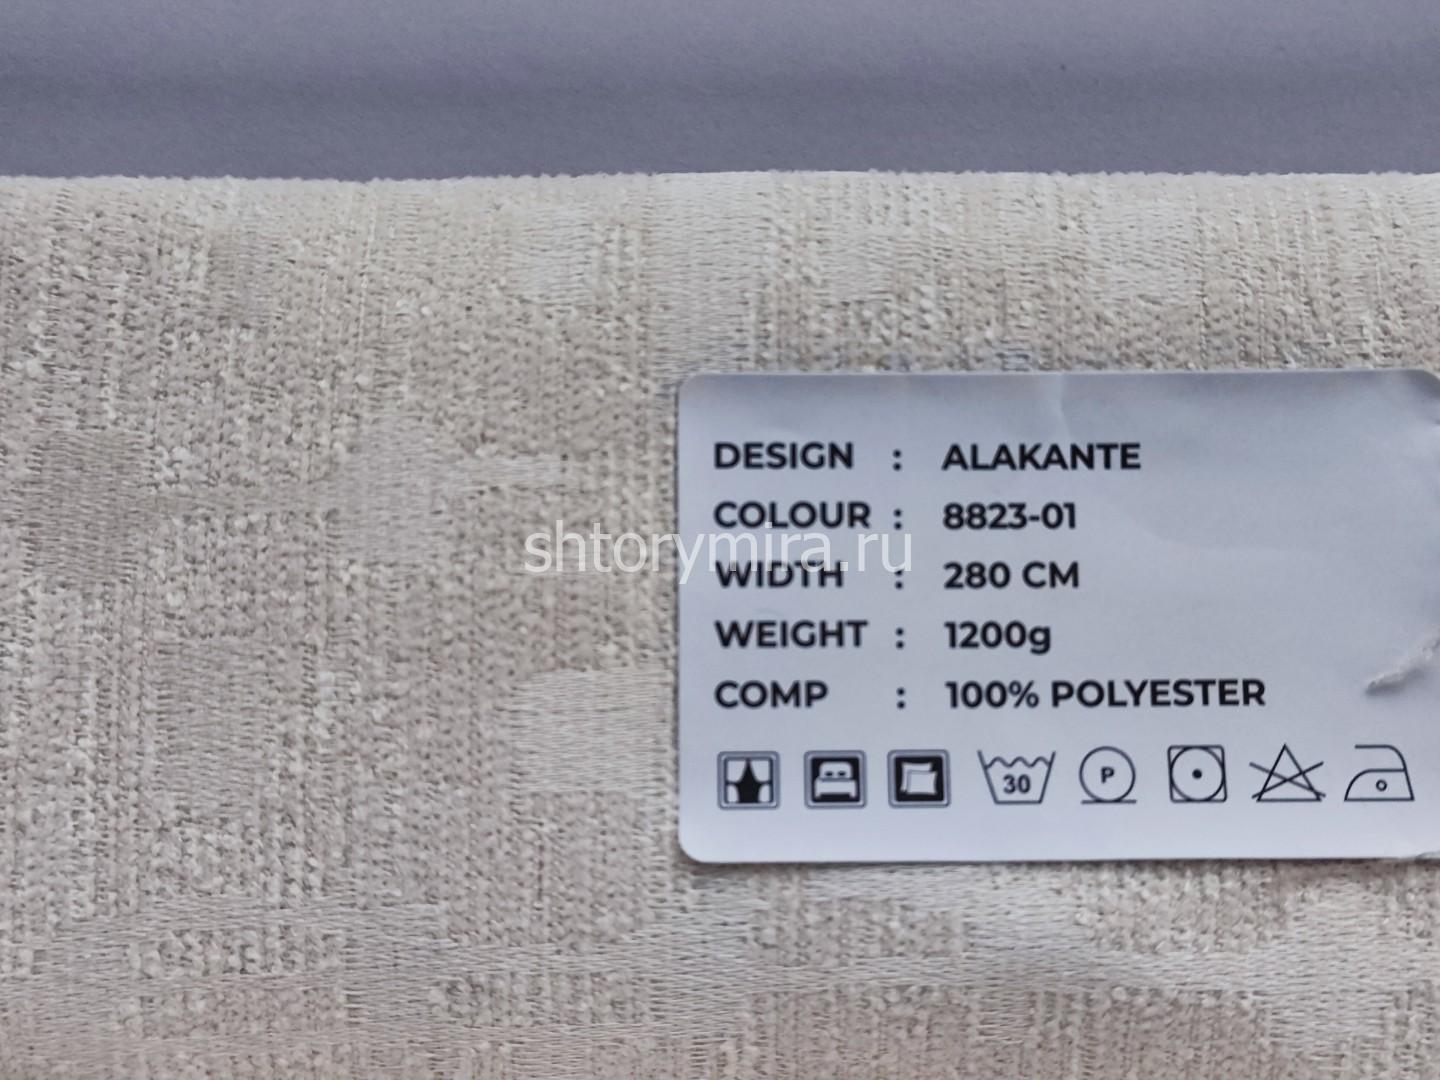 DESIGN : ALAKANTE
COLOUR : 8823-01
shtorymira.ru
WIDTH : 280 CM
WEIGHT : 1200g
COMP : 100% POLYESTER
30 P